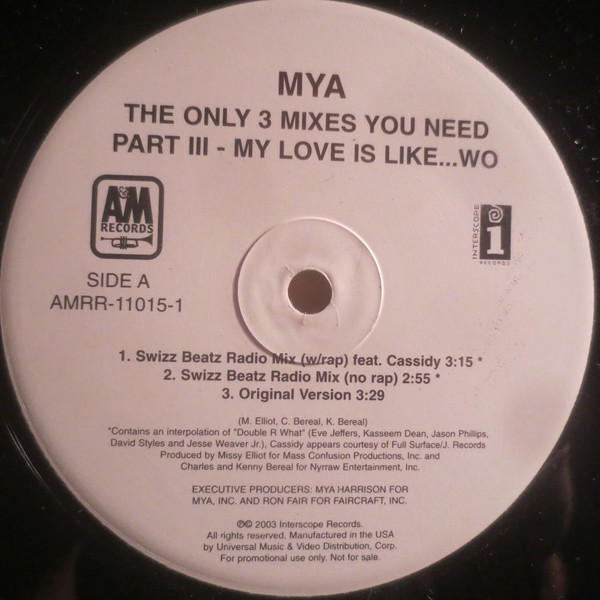 MYA
THE ONLY 3 MIXES YOU NEED
PART III - MY LOVE IS LIKE...WO
A&M
RECORDS
INTERSCOPE
i
RECORDS
SIDE A
AMRR-11015-1
1. Swizz Beatz Radio Mix (w/rap) feat. Cassidy 3:15 *
2. Swizz Beatz Radio Mix (no rap) 2:55 *
3. Original Version 3:29
(M. Elliot, C. Bereal, K. Bereal)
*Contains an interpolation of "Double R What" (Eve Jeffers, Kasseem Dean, Jason Phillips,
David Styles and Jesse Weaver Jr.), Cassidy appears courtesy of Full Surface/J. Records
Produced by Missy Elliot for Mass Confusion Productions, Inc. and
Charles and Kenny Bereal for Nyrraw Entertainment, Inc.
EXECUTIVE PRODUCERS: MYA HARRISON FOR
MYA, INC. AND RON FAIR FOR FAIRCRAFT, INC.
℗© 2003 Interscope Records.
All rights reserved. Manufactured in the USA
by Universal Music & Video Distribution, Corp.
For promotional use only. Not for sale.